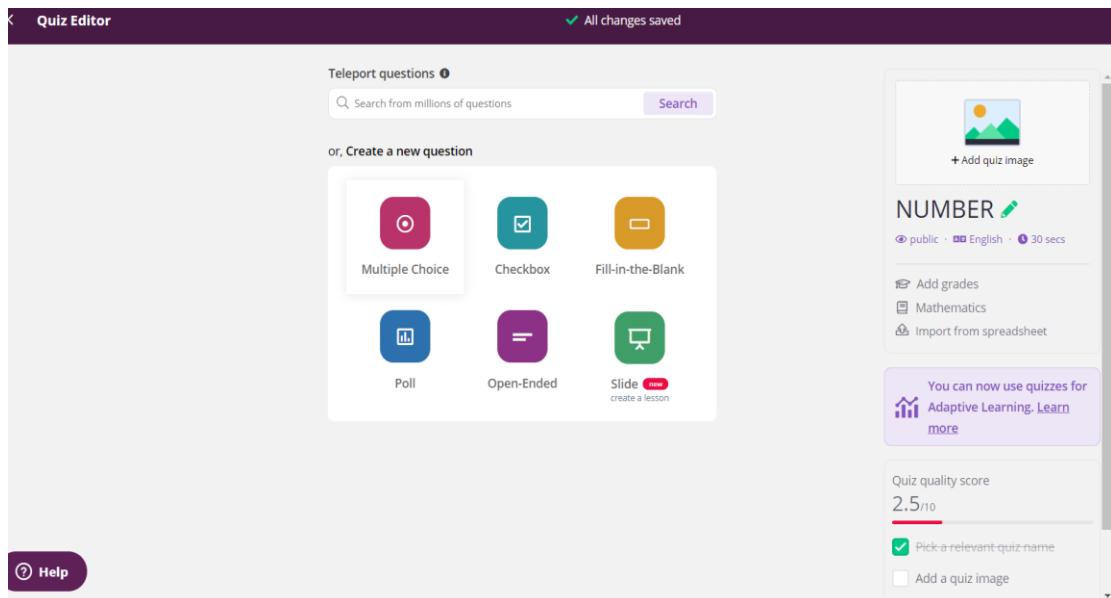 Quiz Editor
All changes saved
Teleport questions
Search from millions of questions
Search
or, Create a new question
Multiple Choice
Checkbox
Fill-in-the-Blank
Poll
Open-Ended
Slide new
create a lesson
+ Add quiz image
NUMBER
public · English · 30 secs
Add grades
Mathematics
Import from spreadsheet
You can now use quizzes for
Adaptive Learning. Learn
more
Quiz quality score
2.5/10
Pick a relevant quiz name
Add a quiz image
Help